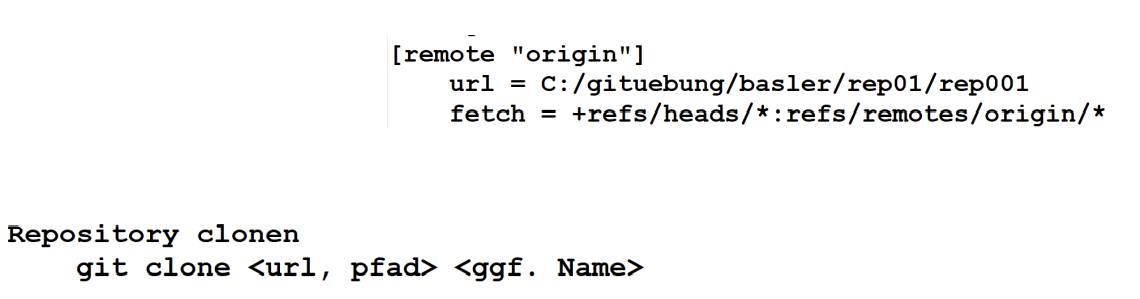 [remote "origin"]
url = C:/gituebung/basler/rep01/rep001
fetch = +refs/heads/*:refs/remotes/origin/*
Repository clonen
git clone <url, pfad> <ggf. Name>